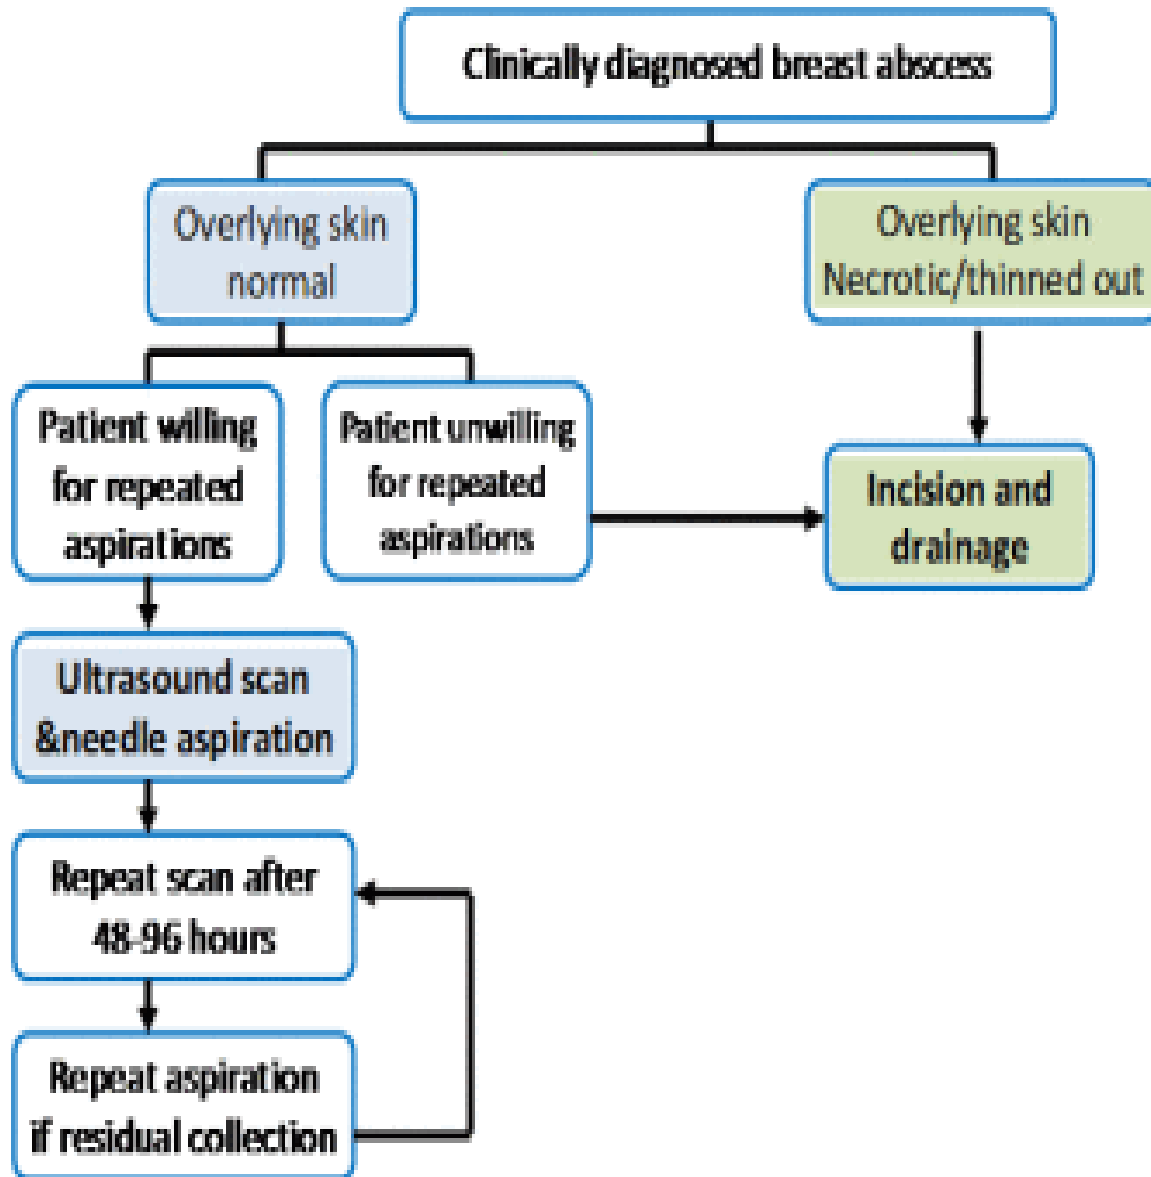 Clinically diagnosed breast abscess
Overlying skin
normal
Overlying skin
Necrotic/thinned out
Patient willing
for repeated
aspirations
Patient unwilling
for repeated
aspirations
Incision and
drainage
Ultrasound scan
&needle aspiration
Repeat scan after
48-96 hours
Repeat aspiration
if residual collection